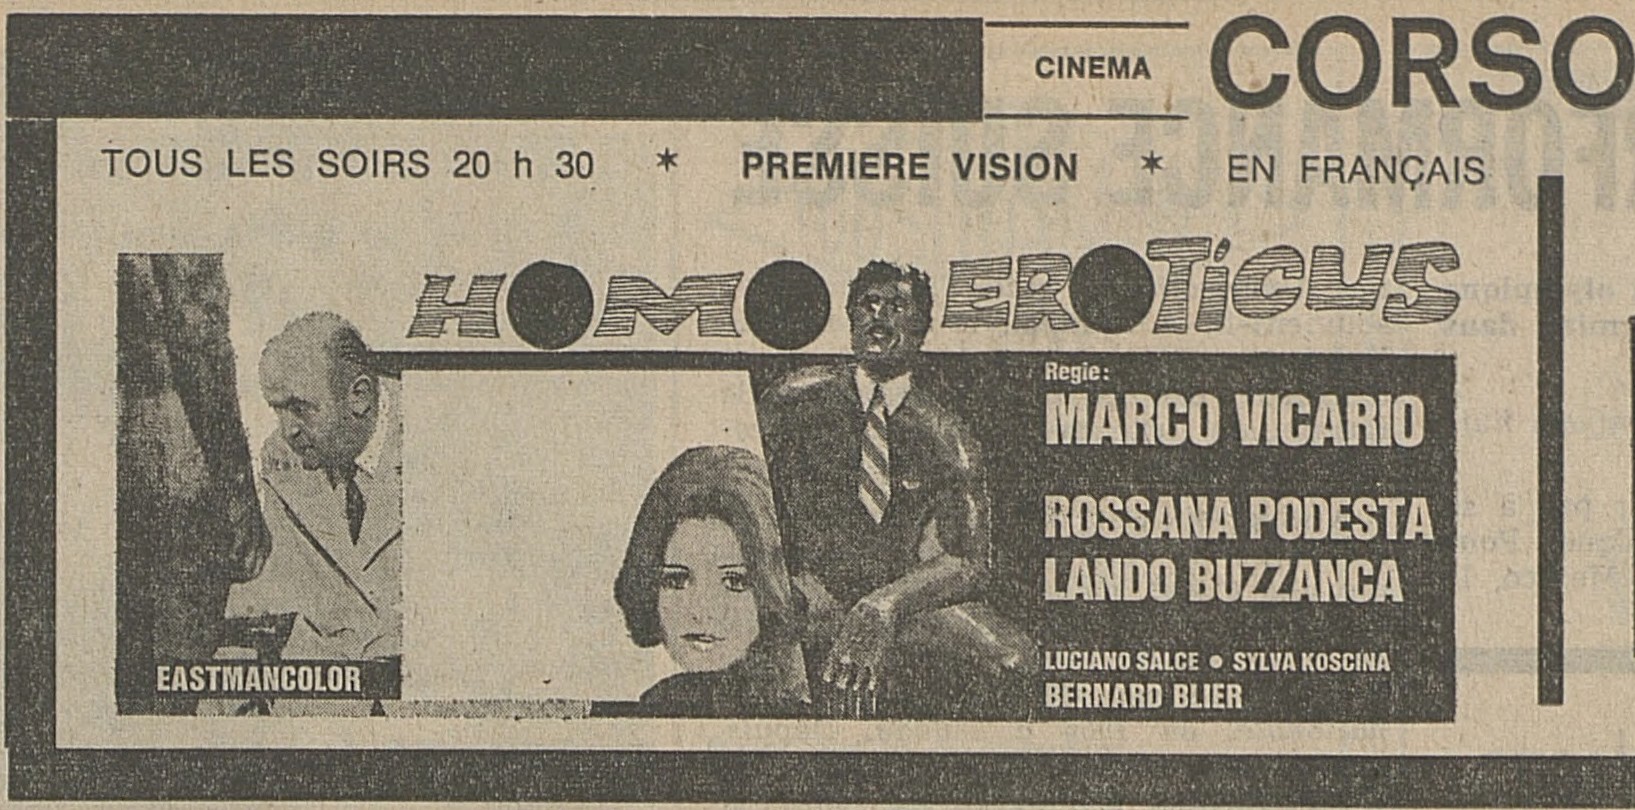 CINEMA CORSO
TOUS LES SOIRS 20 h 30 * PREMIERE VISION * EN FRANÇAIS
HOMO EROTiCUS
Regie:
MARCO VICARIO
ROSSANA PODESTA
LANDO BUZZANCA
LUCIANO SALCE • SYLVA KOSCINA
BERNARD BLIER
EASTMANCOLOR